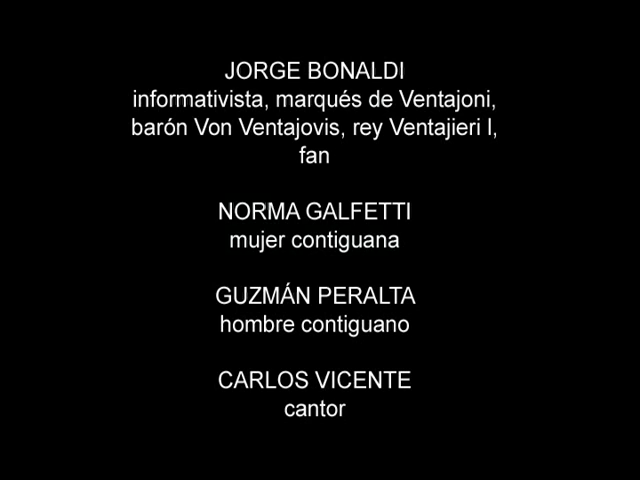 JORGE BONALDI
informativista, marqués de Ventajoni,
barón Von Ventajovis, rey Ventajieri I,
fan
NORMA GALFETTI
mujer contiguana
GUZMÁN PERALTA
hombre contiguano
CARLOS VICENTE
cantor